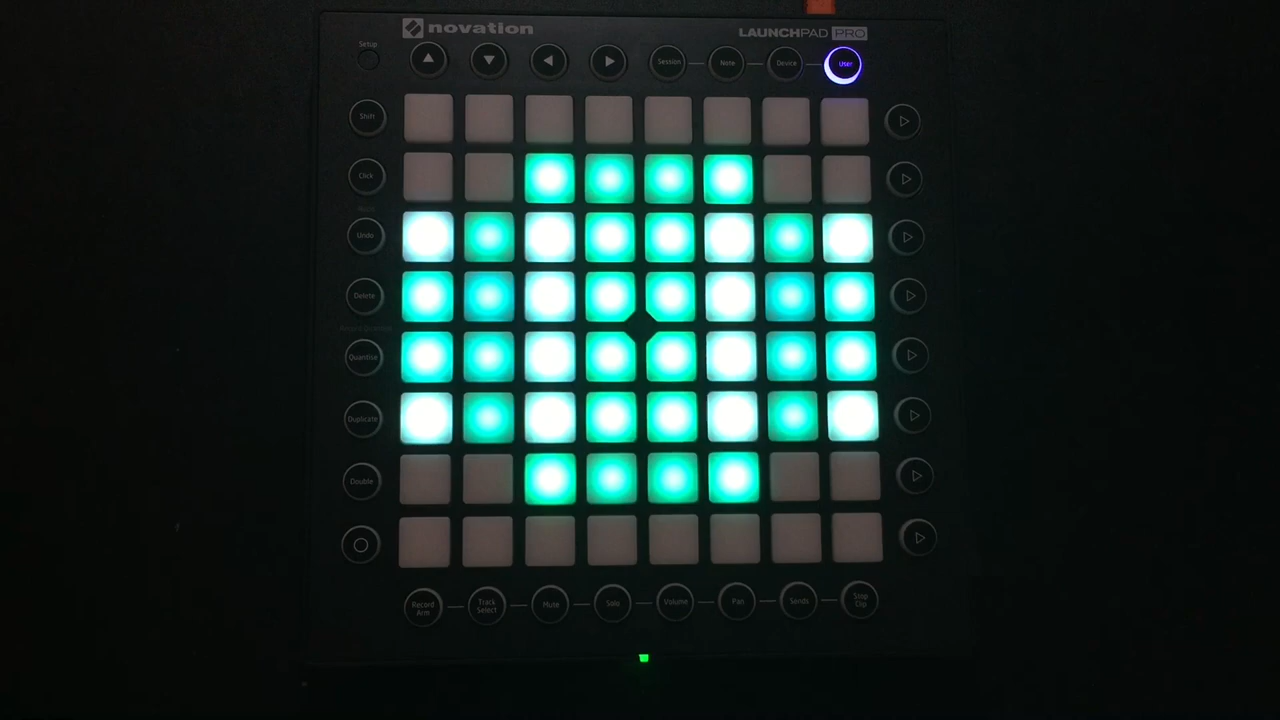 novation
LAUNCHPAD PRO
Setup
Session
Note
Device
User
Shift
Click
Undo
Delete
Quantise
Duplicate
Double
Record
Arm
Track
Select
Mute
Solo
Volume
Pan
Sends
Stop
Clip